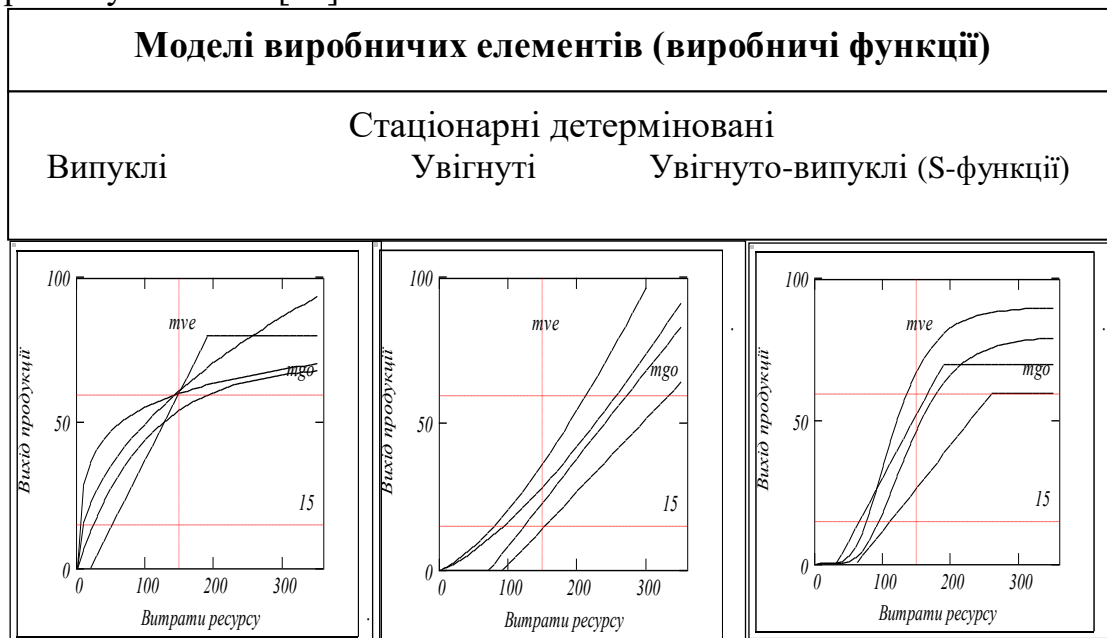 Моделі виробничих елементів (виробничі функції)
Стаціонарні детерміновані
Випуклі Увігнуті Увігнуто-випуклі (S-функції)
100
50
0
mve
mgo
15
0 100 200 300
Вихід продукції
Витрати ресурсу
100
50
0
mve
mgo
15
0 100 200 300
Вихід продукції
Витрати ресурсу
100
50
0
mve
mgo
15
0 100 200 300
Вихід продукції
Витрати ресурсу